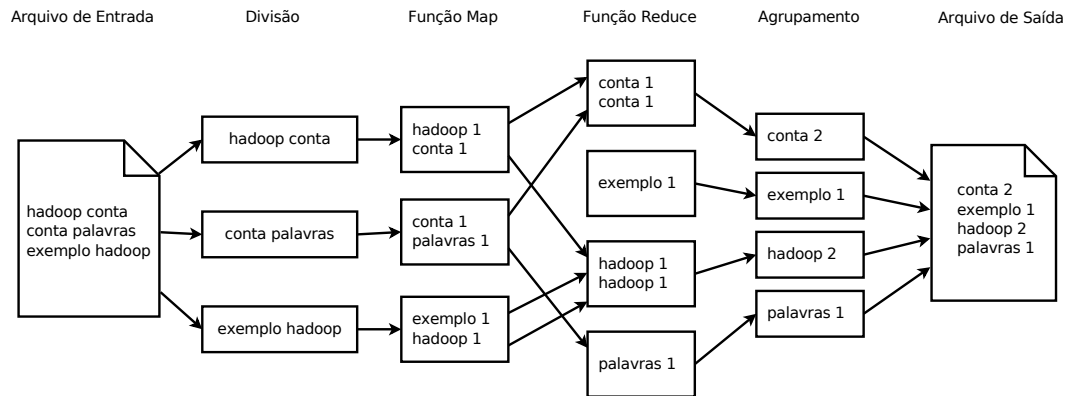 Arquivo de Entrada
Divisão
Função Map
Função Reduce
Agrupamento
Arquivo de Saída
hadoop conta
conta palavras
exemplo hadoop
hadoop conta
conta palavras
exemplo hadoop
hadoop 1
conta 1
conta 1
palavras 1
exemplo 1
hadoop 1
conta 1
conta 1
exemplo 1
hadoop 1
hadoop 1
palavras 1
conta 2
exemplo 1
hadoop 2
palavras 1
conta 2
exemplo 1
hadoop 2
palavras 1